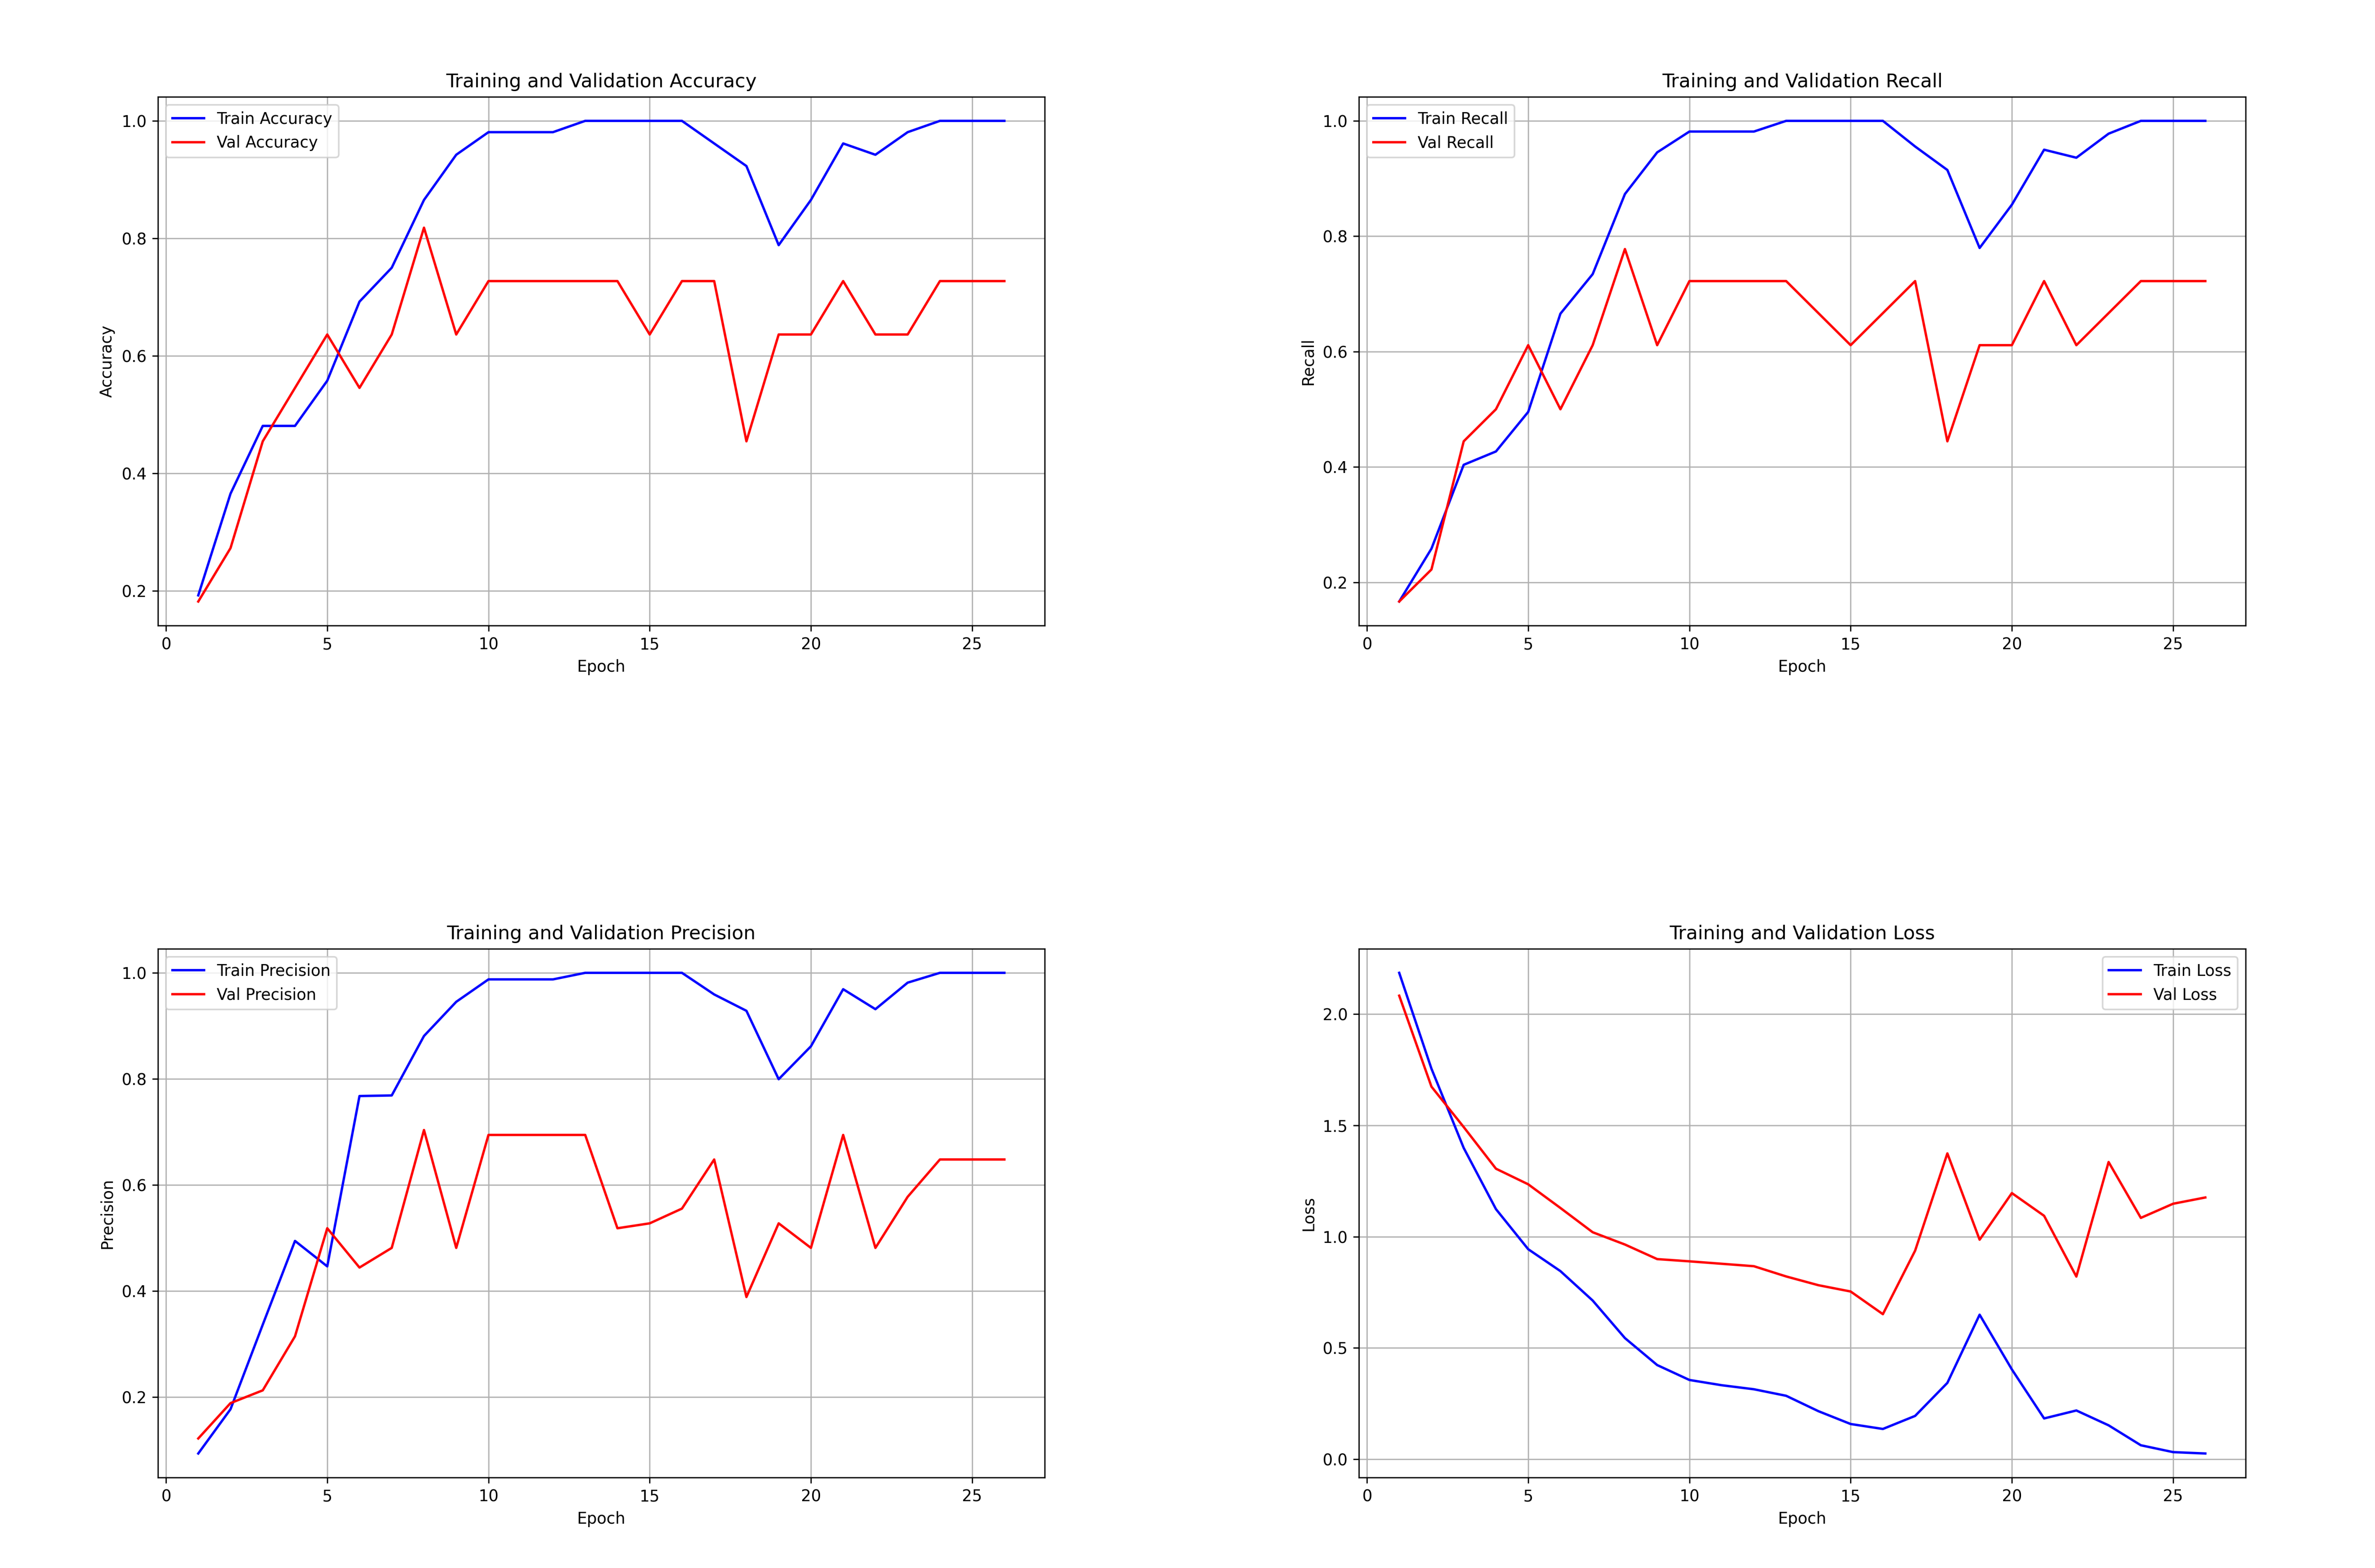 Training and Validation Accuracy
Train Accuracy
Val Accuracy
1.0
0.8
0.6
0.4
0.2
Accuracy
0 5 10 15 20 25
Epoch
Training and Validation Recall
Train Recall
Val Recall
1.0
0.8
0.6
0.4
0.2
Recall
0 5 10 15 20 25
Epoch
Training and Validation Precision
Train Precision
Val Precision
1.0
0.8
0.6
0.4
0.2
Precision
0 5 10 15 20 25
Epoch
Training and Validation Loss
Train Loss
Val Loss
2.0
1.5
1.0
0.5
0.0
Loss
0 5 10 15 20 25
Epoch